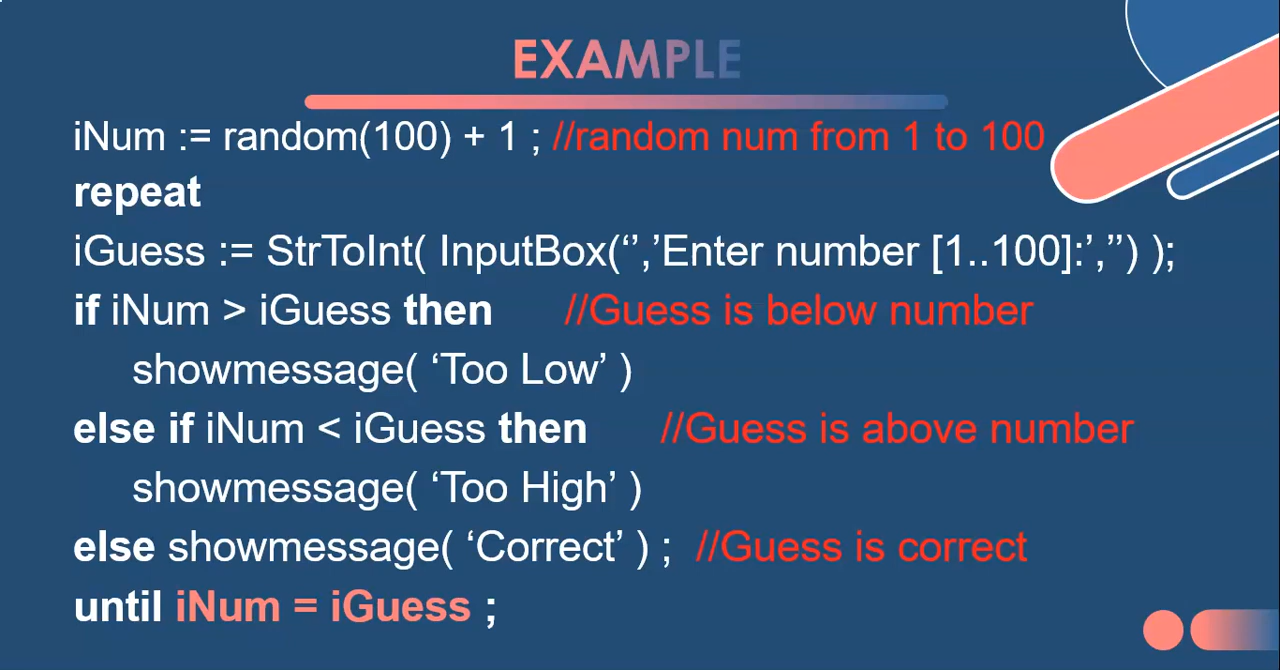 EXAMPLE
iNum := random(100) + 1 ; //random num from 1 to 100
repeat
iGuess := StrToInt( InputBox(‘’,’Enter number [1..100]:’,’’) );
if iNum > iGuess then //Guess is below number
showmessage( ‘Too Low’ )
else if iNum < iGuess then //Guess is above number
showmessage( ‘Too High’ )
else showmessage( ‘Correct’ ) ; //Guess is correct
until iNum = iGuess ;